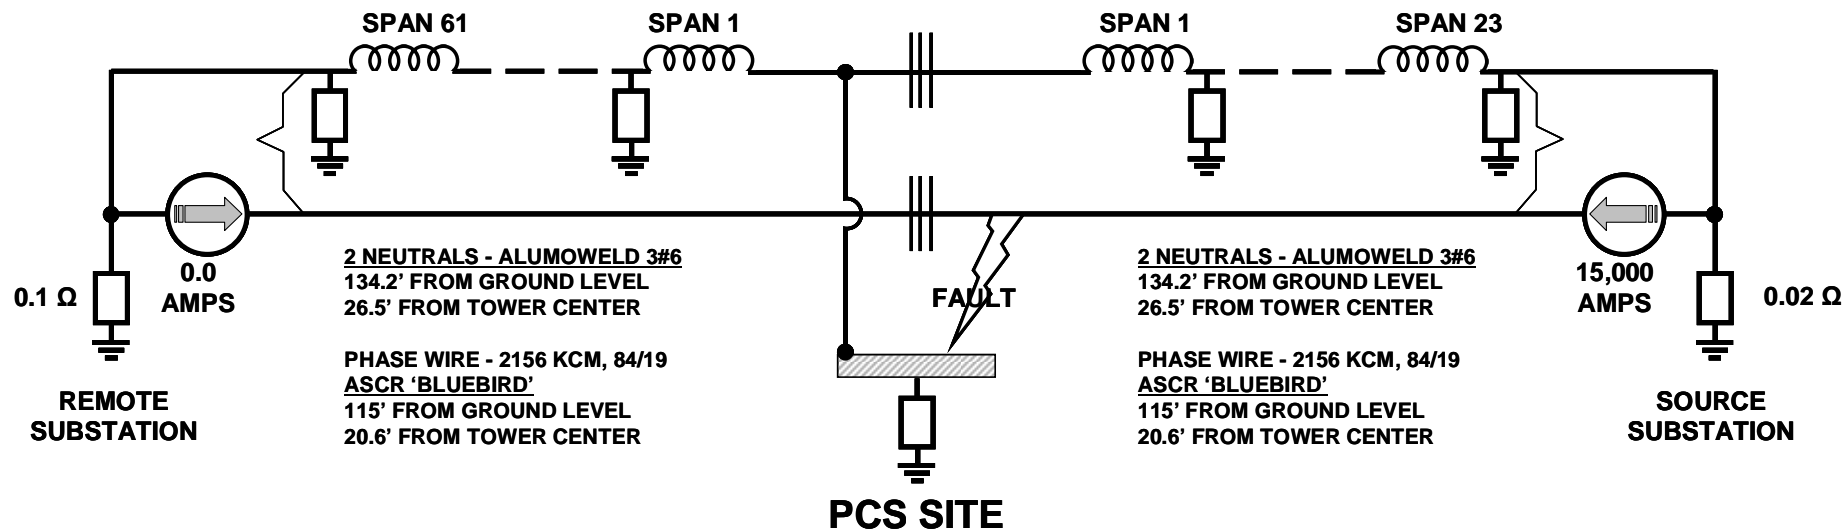 SPAN 61
SPAN 1
SPAN 1
SPAN 23
0.1 Ω
0.0
AMPS
2 NEUTRALS - ALUMOWELD 3#6
134.2' FROM GROUND LEVEL
26.5' FROM TOWER CENTER
PHASE WIRE - 2156 KCM, 84/19
ASCR 'BLUEBIRD'
115' FROM GROUND LEVEL
20.6' FROM TOWER CENTER
REMOTE
SUBSTATION
FAULT
2 NEUTRALS - ALUMOWELD 3#6
134.2' FROM GROUND LEVEL
26.5' FROM TOWER CENTER
PHASE WIRE - 2156 KCM, 84/19
ASCR 'BLUEBIRD'
115' FROM GROUND LEVEL
20.6' FROM TOWER CENTER
15,000
AMPS
0.02 Ω
SOURCE
SUBSTATION
PCS SITE